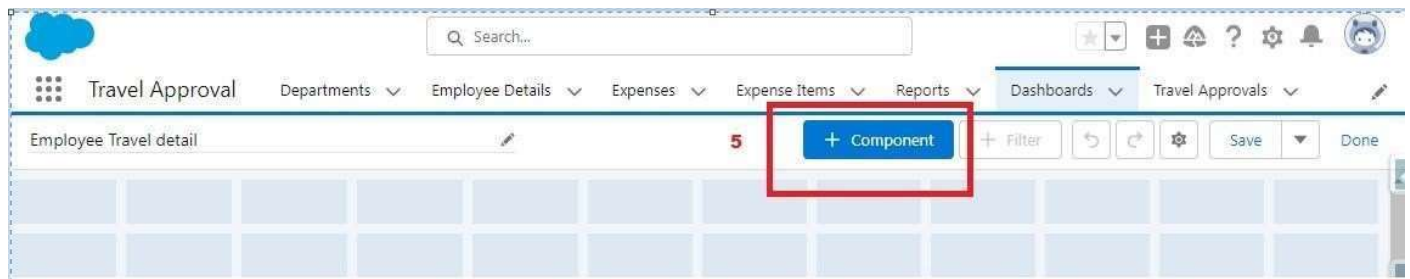 Search...
Travel Approval Departments Employee Details Expenses Expense Items Reports Dashboards Travel Approvals
Employee Travel detail 5 + Component + Filter Save Done